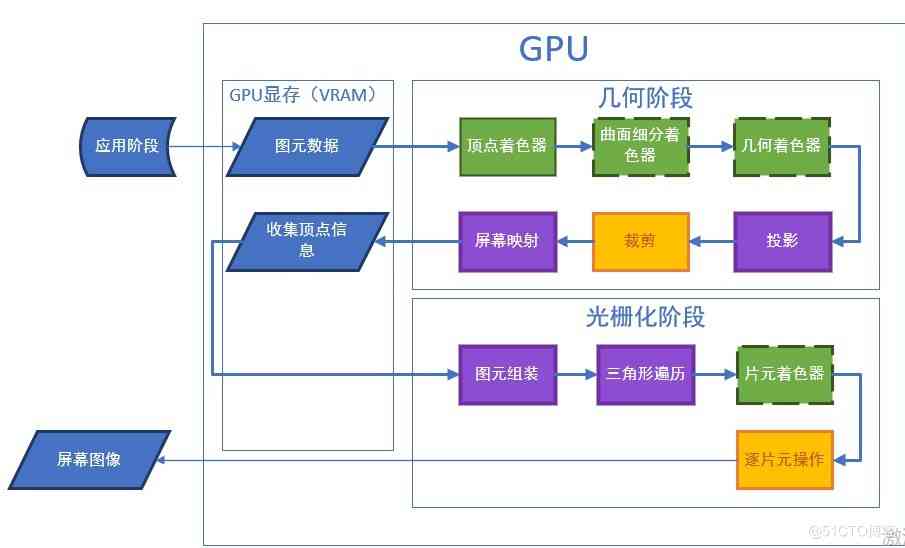 GPU
GPU显存（VRAM）
几何阶段
应用阶段
图元数据
顶点着色器
曲面细分着
色器
几何着色器
收集顶点信
息
屏幕映射
裁剪
投影
光栅化阶段
图元组装
三角形遍历
片元着色器
屏幕图像
逐片元操作
@51CTO博客
激活